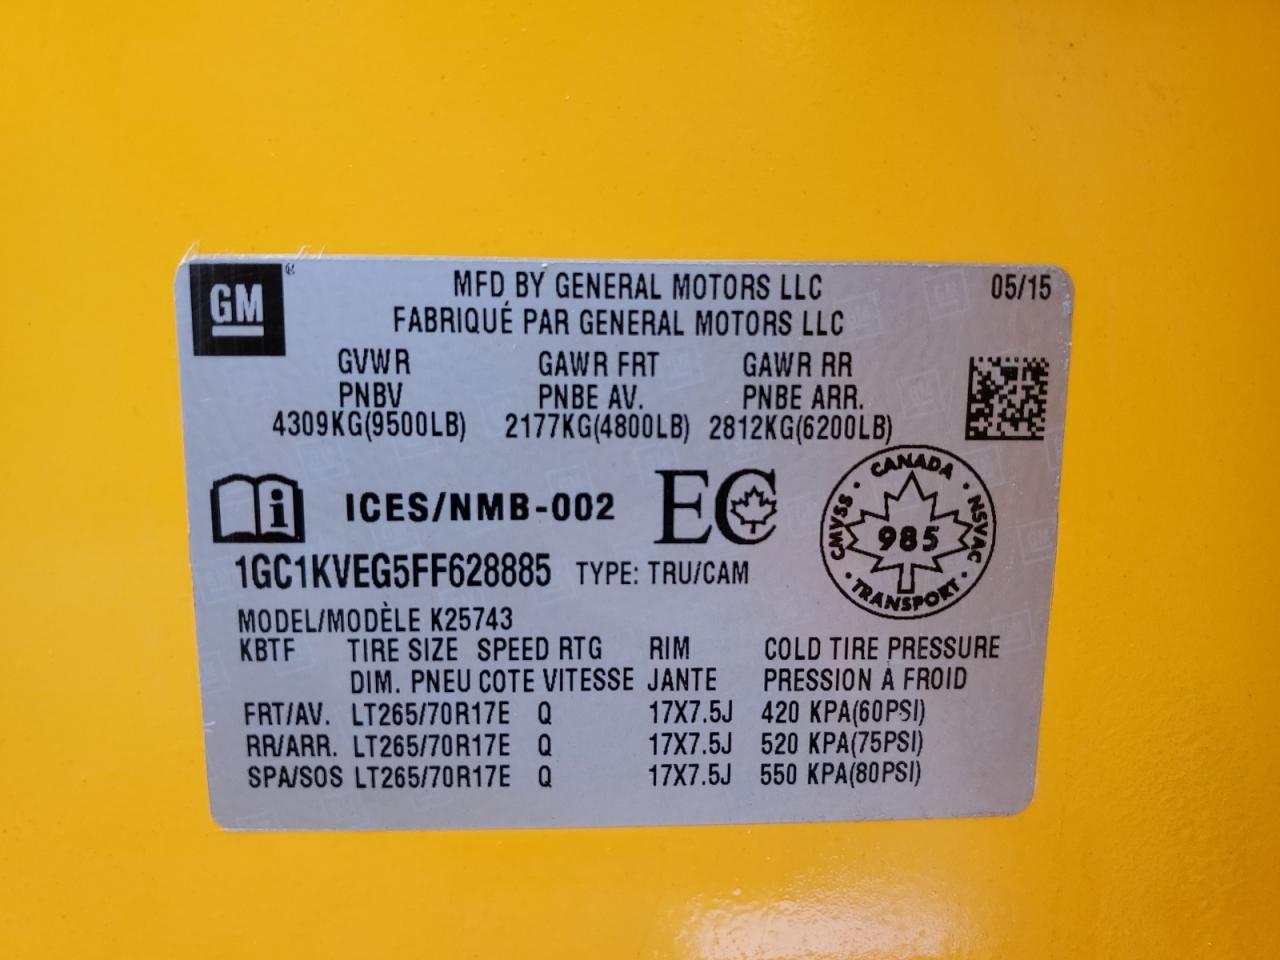 GM
MFD BY GENERAL MOTORS LLC 05/15
FABRIQUÉ PAR GENERAL MOTORS LLC
GVWR GAWR FRT GAWR RR
PNBV PNBE AV. PNBE ARR.
4309KG(9500LB) 2177KG(4800LB) 2812KG(6200LB)
ICES/NMB-002 EC
CANADA
CMVSS · NSVAC
985
TRANSPORT
1GC1KVEG5FF628885 TYPE: TRU/CAM
MODEL/MODÈLE K25743
KBTF TIRE SIZE SPEED RTG RIM COLD TIRE PRESSURE
DIM. PNEU COTE VITESSE JANTE PRESSION À FROID
FRT/AV. LT265/70R17E Q 17X7.5J 420 KPA(60PSI)
RR/ARR. LT265/70R17E Q 17X7.5J 520 KPA(75PSI)
SPA/SOS LT265/70R17E Q 17X7.5J 550 KPA(80PSI)